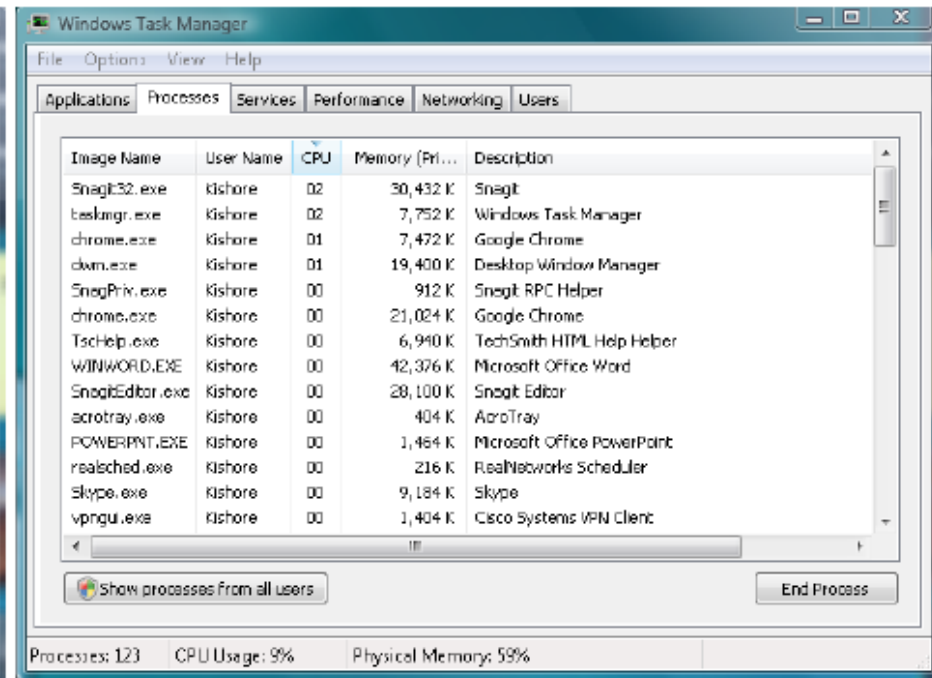 Windows Task Manager
File Options View Help
Applications Processes Services Performance Networking Users
Image Name User Name CPU Memory (Pri... Description
Snagit32.exe Kishore 02 30,432 K Snagit
taskmgr.exe Kishore 02 7,752 K Windows Task Manager
chrome.exe Kishore 01 7,472 K Google Chrome
dwm.exe Kishore 01 19,400 K Desktop Window Manager
SnagPriv.exe Kishore 00 912 K Snagit RPC Helper
chrome.exe Kishore 00 21,024 K Google Chrome
TscHelp.exe Kishore 00 6,940 K TechSmith HTML Help Helper
WINWORD.EXE Kishore 00 42,376 K Microsoft Office Word
SnagitEditor.exe Kishore 00 28,100 K Snagit Editor
acrotray.exe Kishore 00 404 K AcroTray
POWERPNT.EXE Kishore 00 1,464 K Microsoft Office PowerPoint
realsched.exe Kishore 00 216 K RealNetworks Scheduler
Skype.exe Kishore 00 9,184 K Skype
vpngui.exe Kishore 00 1,404 K Cisco Systems VPN Client
Show processes from all users End Process
Processes: 123 CPU Usage: 9% Physical Memory: 59%